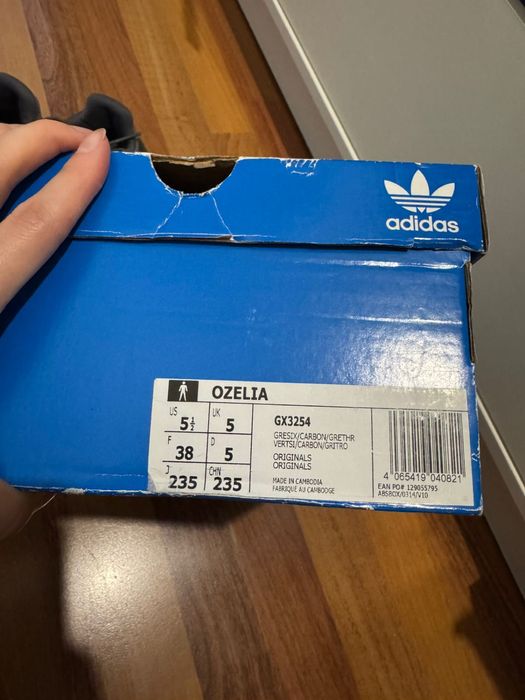 adidas
OZELIA
US UK
5½ 5
F D
38 5
J CHN
235 235
GX3254
GRESIX/CARBON/GRETHR
VERTSI/CARBON/GRITRO
ORIGINALS
ORIGINALS
MADE IN CAMBODIA
FABRIQUÉ AU CAMBODGE
4 065419 040821
EAN PO# 129055795
ABSBOX/0314/V10